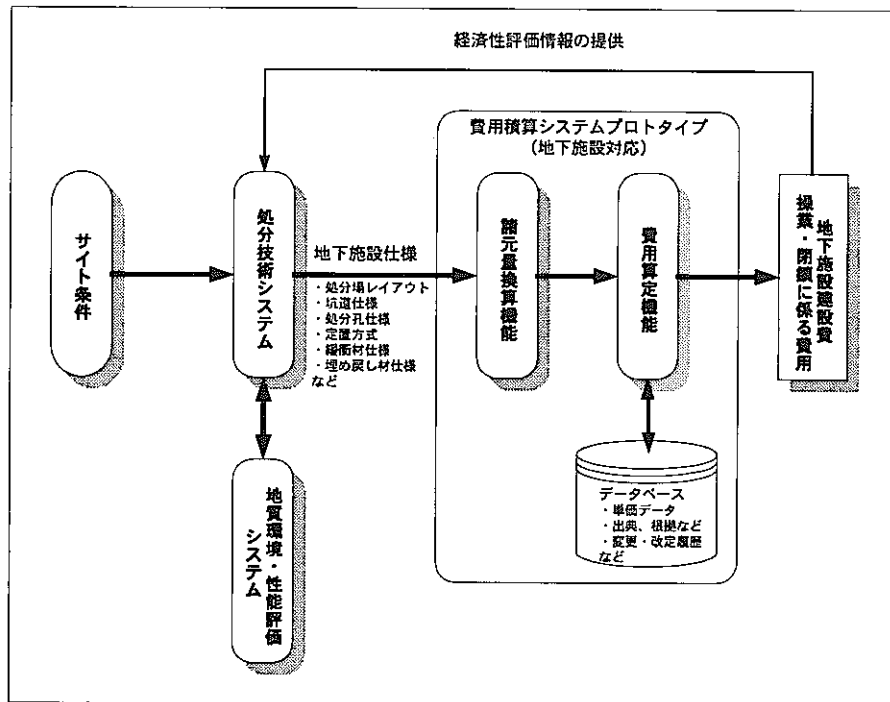 経済性評価情報の提供
費用積算システムプロトタイプ
(地下施設対応)
サイト条件
処分技術システム
地下施設仕様
・処分場レイアウト
・坑道仕様
・処分孔仕様
・定置方式
・緩衝材仕様
・埋め戻し材仕様
など
諸元量換算機能
費用算定機能
地下施設建設費
操業・閉鎖に係る費用
データベース
・単価データ
・出典、根拠など
・変更・改定履歴
など
地質環境・性能評価
システム